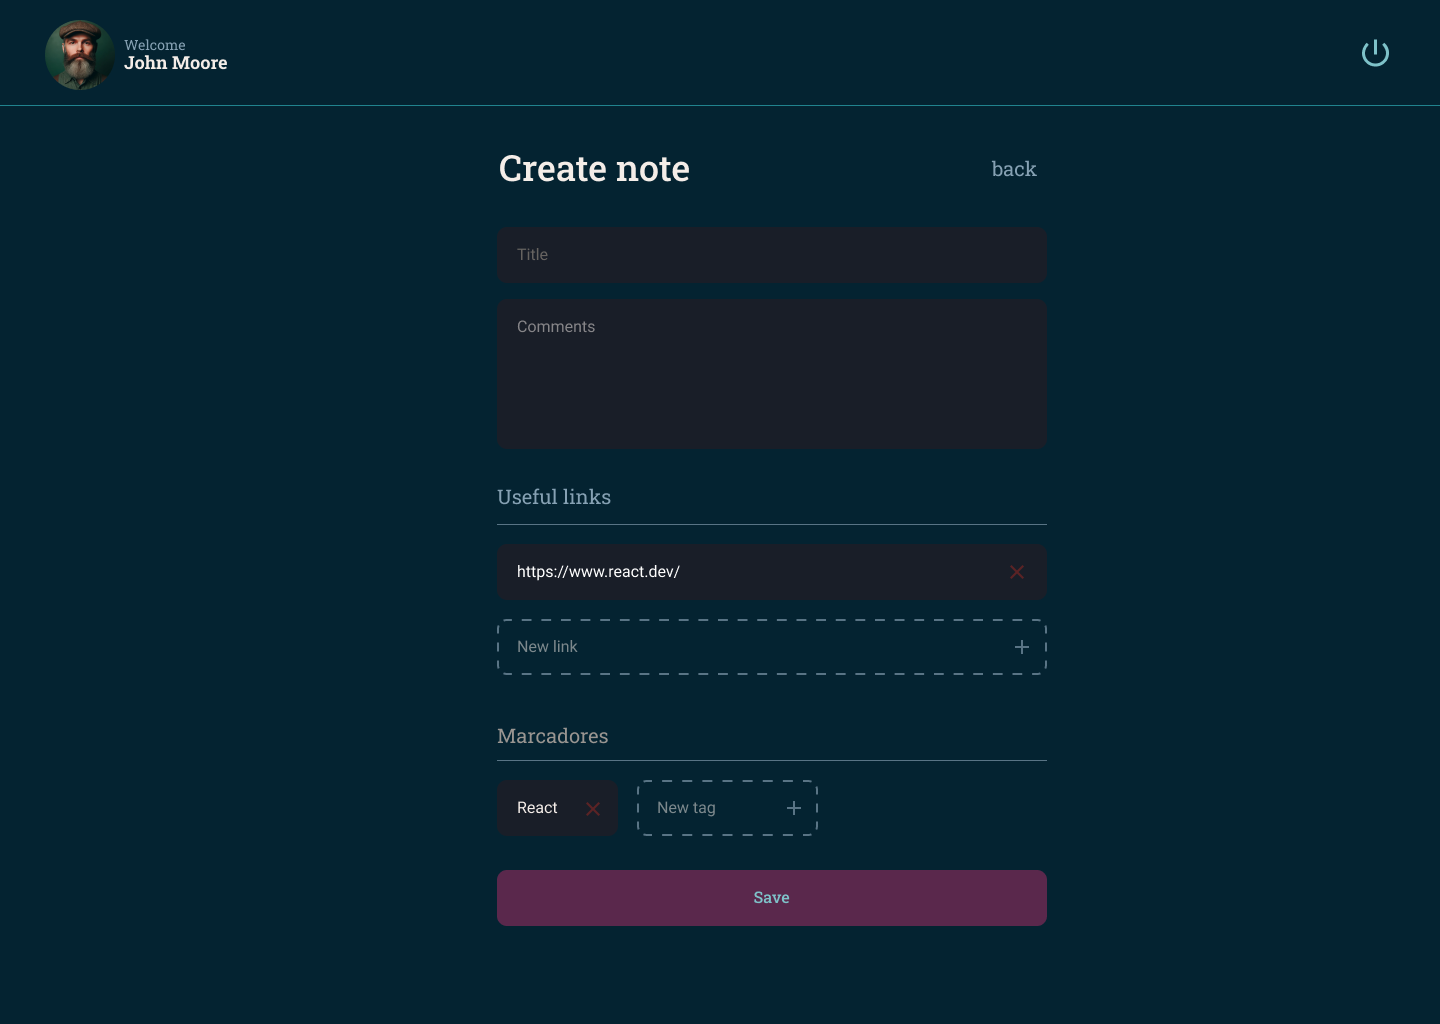 Welcome
John Moore
Create note
back
Title
Comments
Useful links
https://www.react.dev/
New link
Marcadores
React
New tag
Save